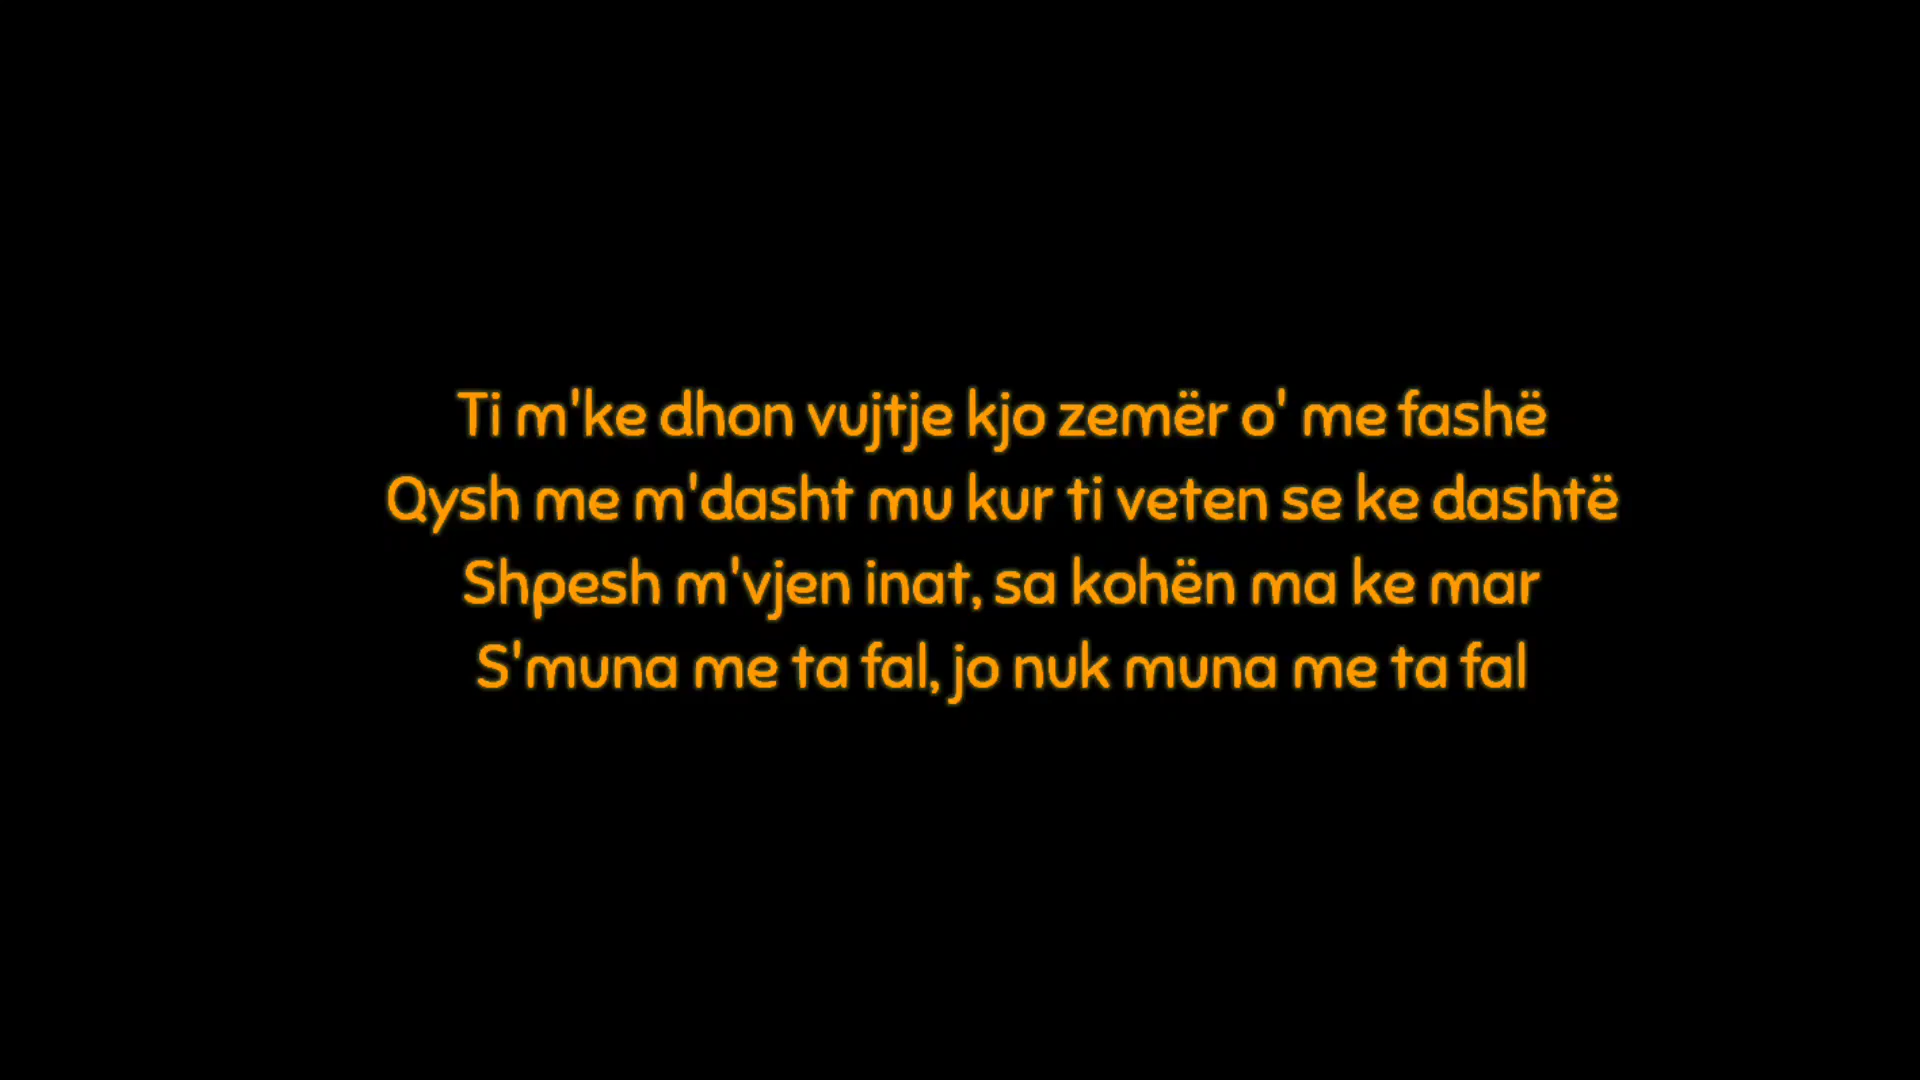 Ti m'ke dhon vujtje kjo zemër o' me fashë
Qysh me m'dasht mu kur ti veten se ke dashtë
Shpesh m'vjen inat, sa kohën ma ke mar
S'muna me ta fal, jo nuk muna me ta fal